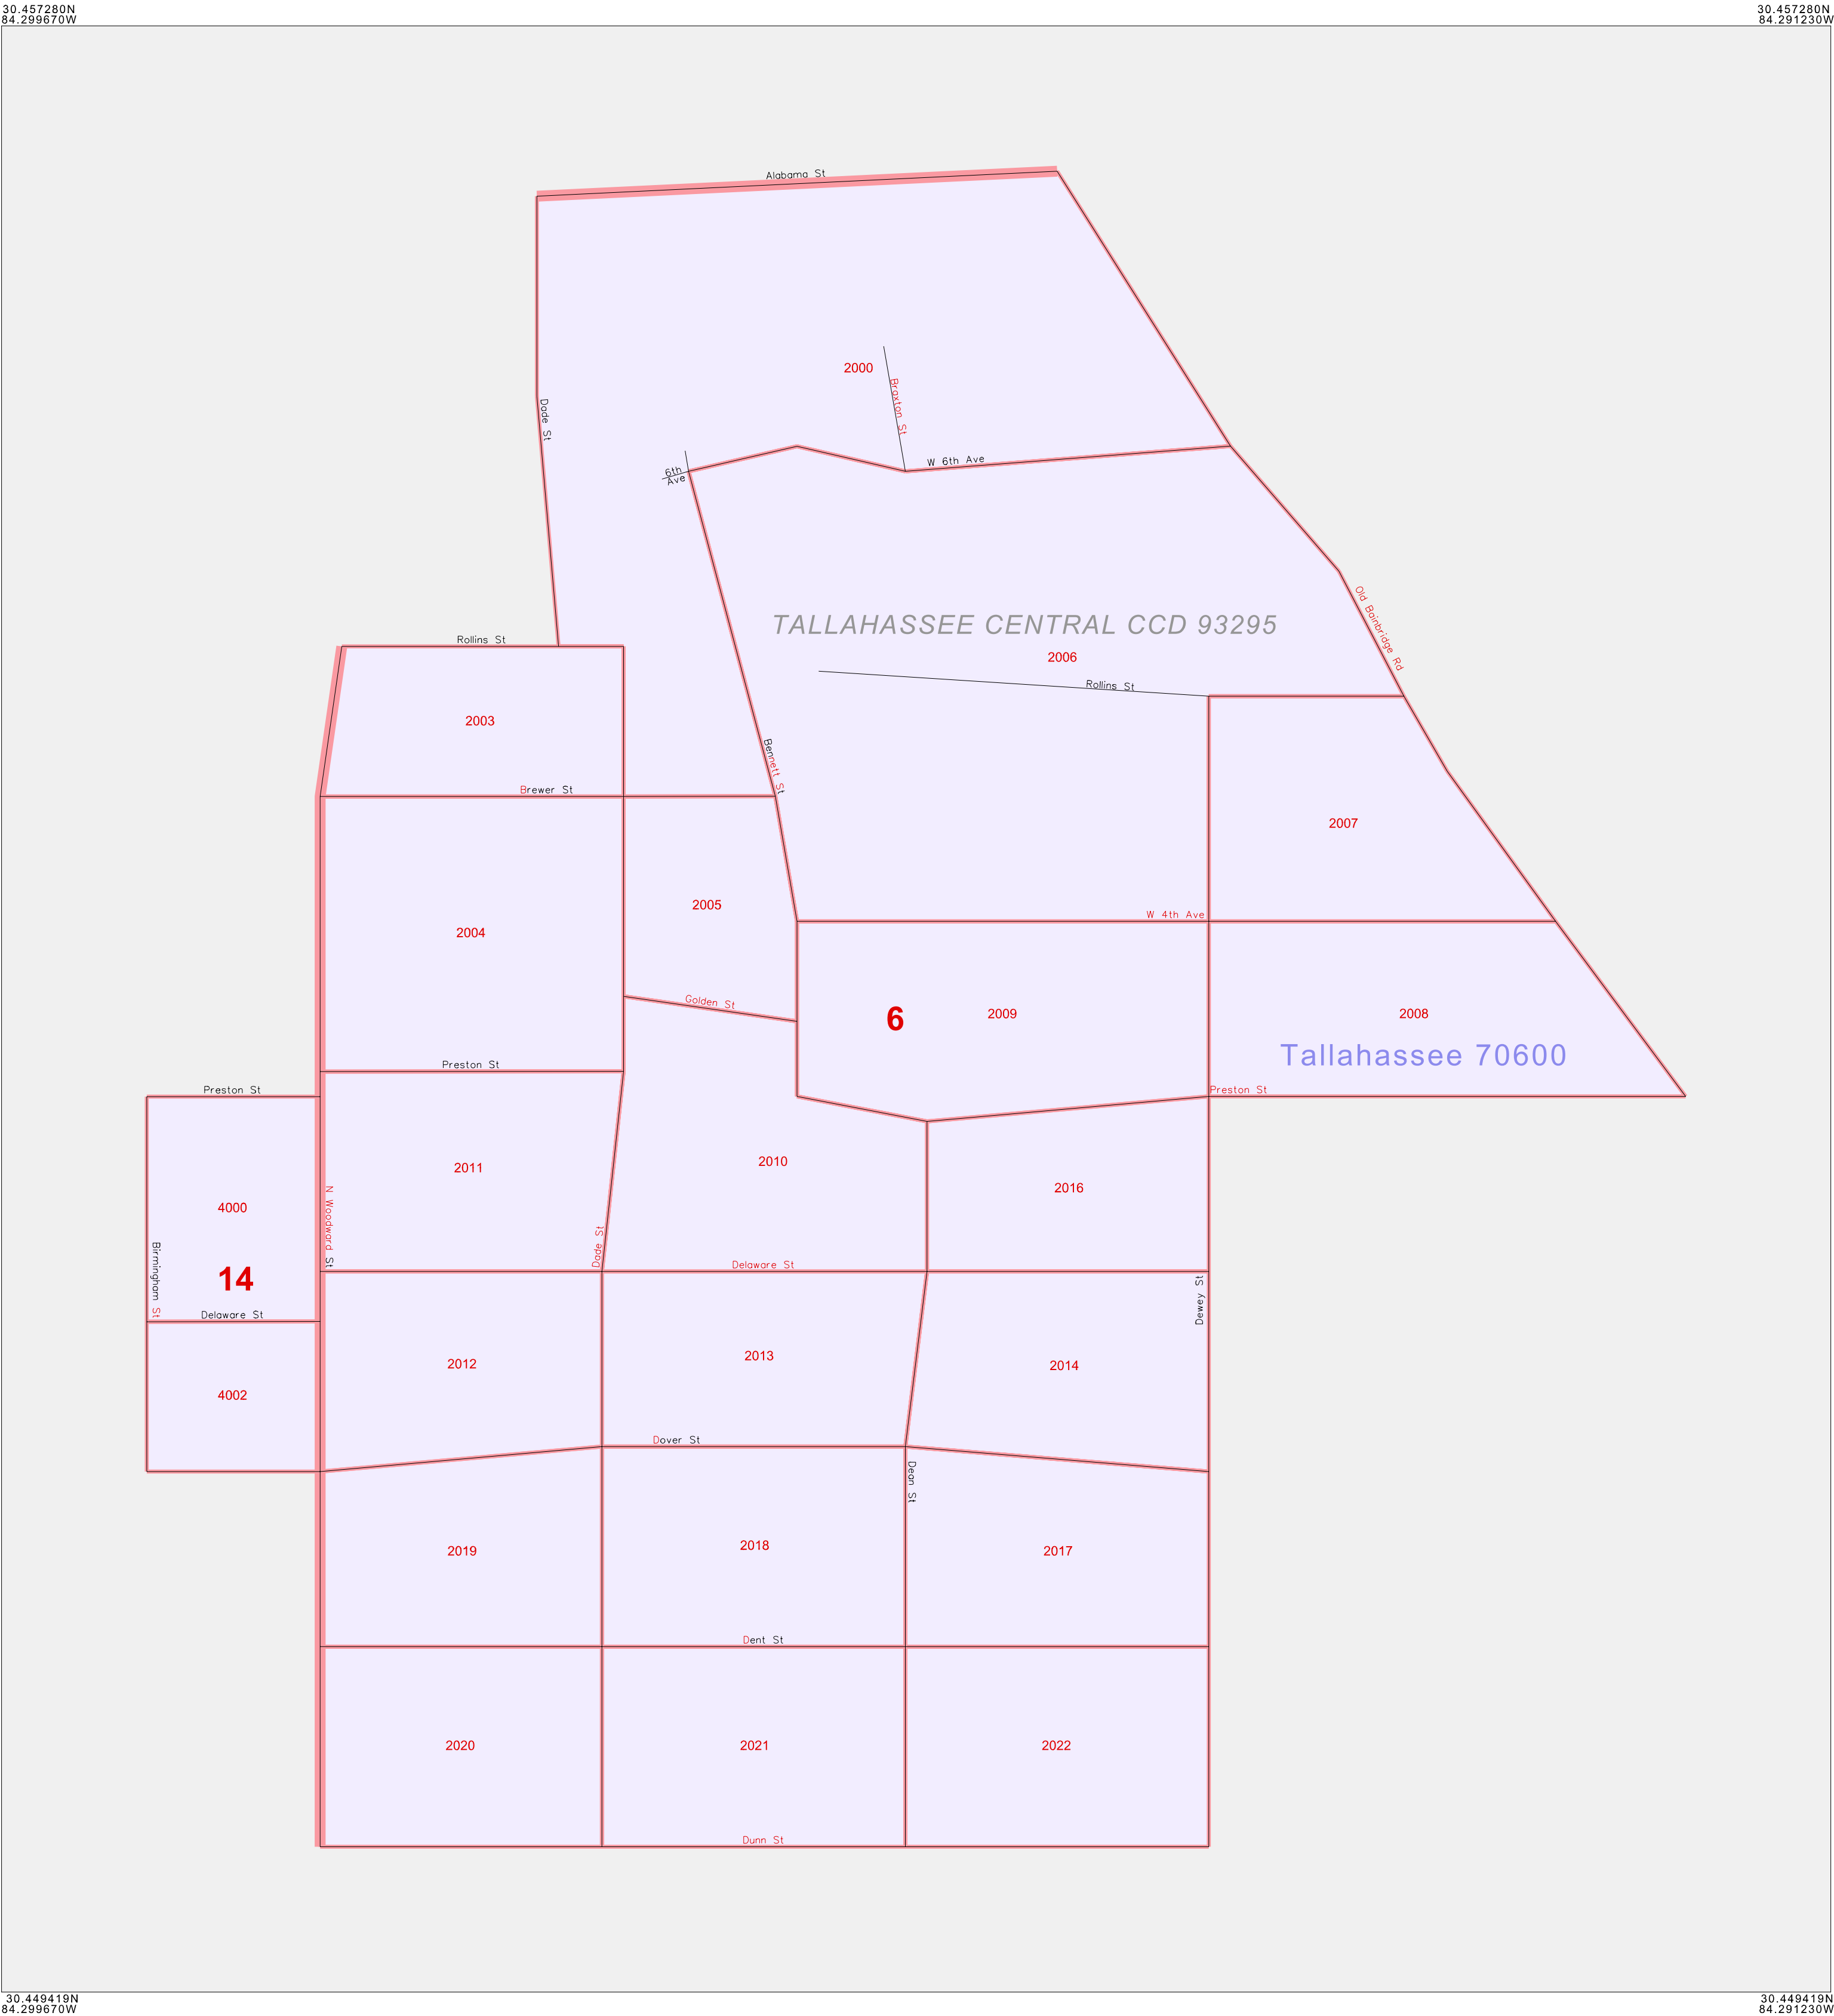 30.457280N
84.299670W
30.457280N
84.291230W
Alabama St
2000
Braxton St
Dade St
W 6th Ave
6th
Ave
Old Bainbridge Rd
TALLAHASSEE CENTRAL CCD 93295
Rollins St
2006
Rollins St
2003
Bennett St
Brewer St
2007
2005
W 4th Ave
2004
Golden St
6
2009
2008
Tallahassee 70600
Preston St
Preston St
Preston St
2010
2011
2016
4000
N Woodward St
Dade St
Birmingham St
14
Delaware St
Dewey St
Delaware St
2012
2013
2014
4002
Dover St
Dean St
2019
2018
2017
Dent St
2020
2021
2022
Dunn St
30.449419N
84.299670W
30.449419N
84.291230W